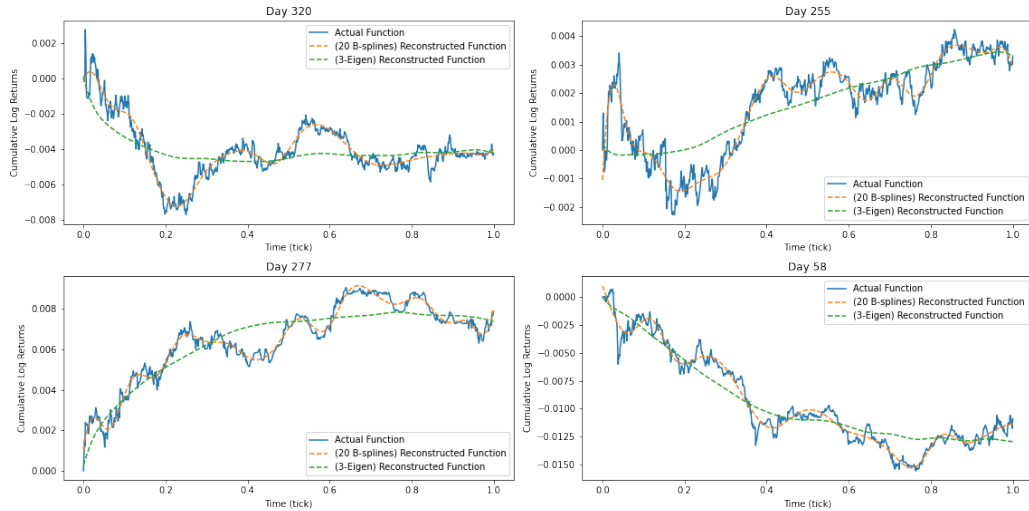 Day 320
Cumulative Log Returns
0.002
0.000
−0.002
−0.004
−0.006
−0.008
Actual Function
(20 B-splines) Reconstructed Function
(3-Eigen) Reconstructed Function
0.0 0.2 0.4 0.6 0.8 1.0
Time (tick)
Day 255
Cumulative Log Returns
0.004
0.003
0.002
0.001
0.000
−0.001
−0.002
Actual Function
(20 B-splines) Reconstructed Function
(3-Eigen) Reconstructed Function
0.0 0.2 0.4 0.6 0.8 1.0
Time (tick)
Day 277
Cumulative Log Returns
0.008
0.006
0.004
0.002
0.000
Actual Function
(20 B-splines) Reconstructed Function
(3-Eigen) Reconstructed Function
0.0 0.2 0.4 0.6 0.8 1.0
Time (tick)
Day 58
Cumulative Log Returns
0.0000
−0.0025
−0.0050
−0.0075
−0.0100
−0.0125
−0.0150
Actual Function
(20 B-splines) Reconstructed Function
(3-Eigen) Reconstructed Function
0.0 0.2 0.4 0.6 0.8 1.0
Time (tick)